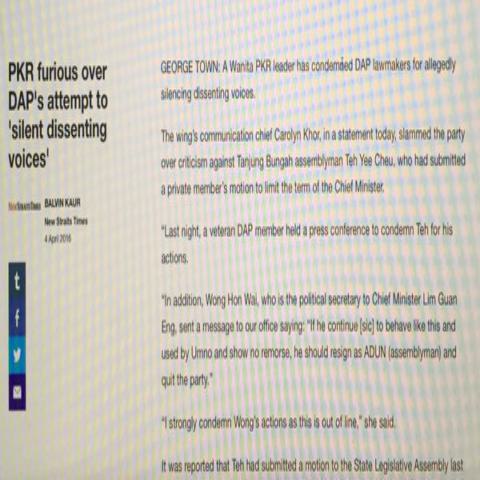 PKR furious over
DAP's attempt to
'silent dissenting
voices'
BALVIN KAUR
New Straits Times
4 April 2016
t
f
GEORGE TOWN: A Wanita PKR leader has condemned DAP lawmakers for allegedly
silencing dissenting voices.
The wing's communication chief Carolyn Khor, in a statement today, slammed the party
over criticism against Tanjung Bungah assemblyman Teh Yee Cheu, who had submitted
a private member's motion to limit the term of the Chief Minister.
"Last night, a veteran DAP member held a press conference to condemn Teh for his
actions.
"In addition, Wong Hon Wai, who is the political secretary to Chief Minister Lim Guan
Eng, sent a message to our office saying: "If he continue [sic] to behave like this and
used by Umno and show no remorse, he should resign as ADUN (assemblyman) and
quit the party."
"I strongly condemn Wong's actions as this is out of line," she said.
It was reported that Teh had submitted a motion to the State Legislative Assembly last